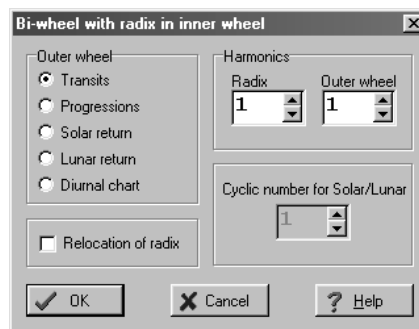 Bi-wheel with radix in inner wheel
Outer wheel
Transits
Progressions
Solar return
Lunar return
Diurnal chart
Relocation of radix
Harmonics
Radix Outer wheel
1 1
Cyclic number for Solar/Lunar
1
OK Cancel ? Help